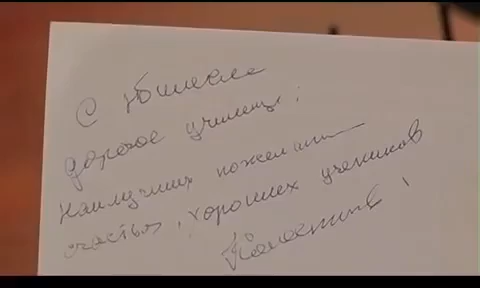 С Юбилеем
дорогое училище!
Наилучших пожеланий
счастья, хороших учеников